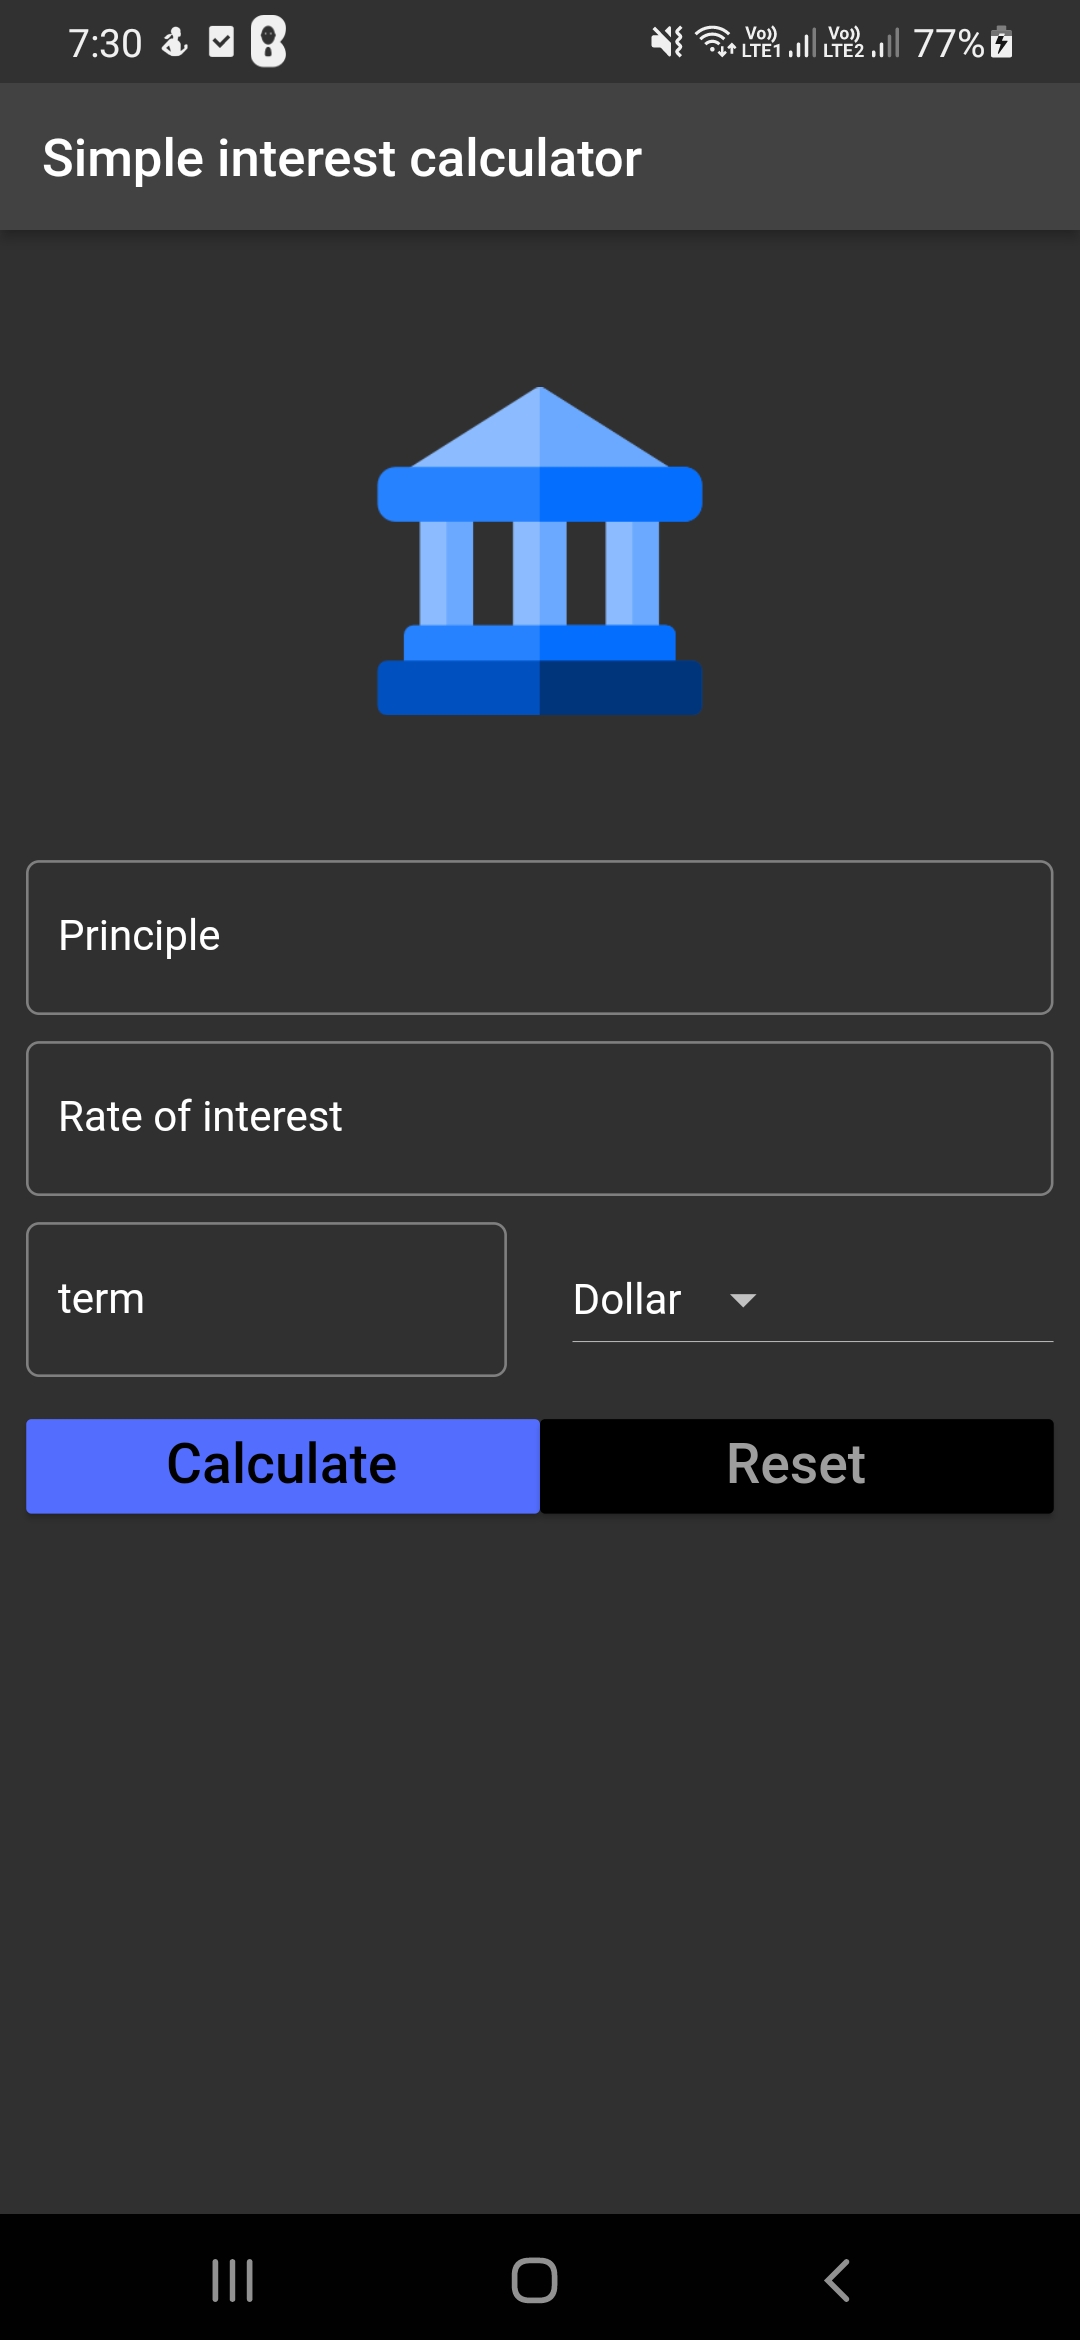 7:30 Vo)) LTE1 Vo)) LTE2 77%
Simple interest calculator
Principle
Rate of interest
term Dollar
Calculate Reset